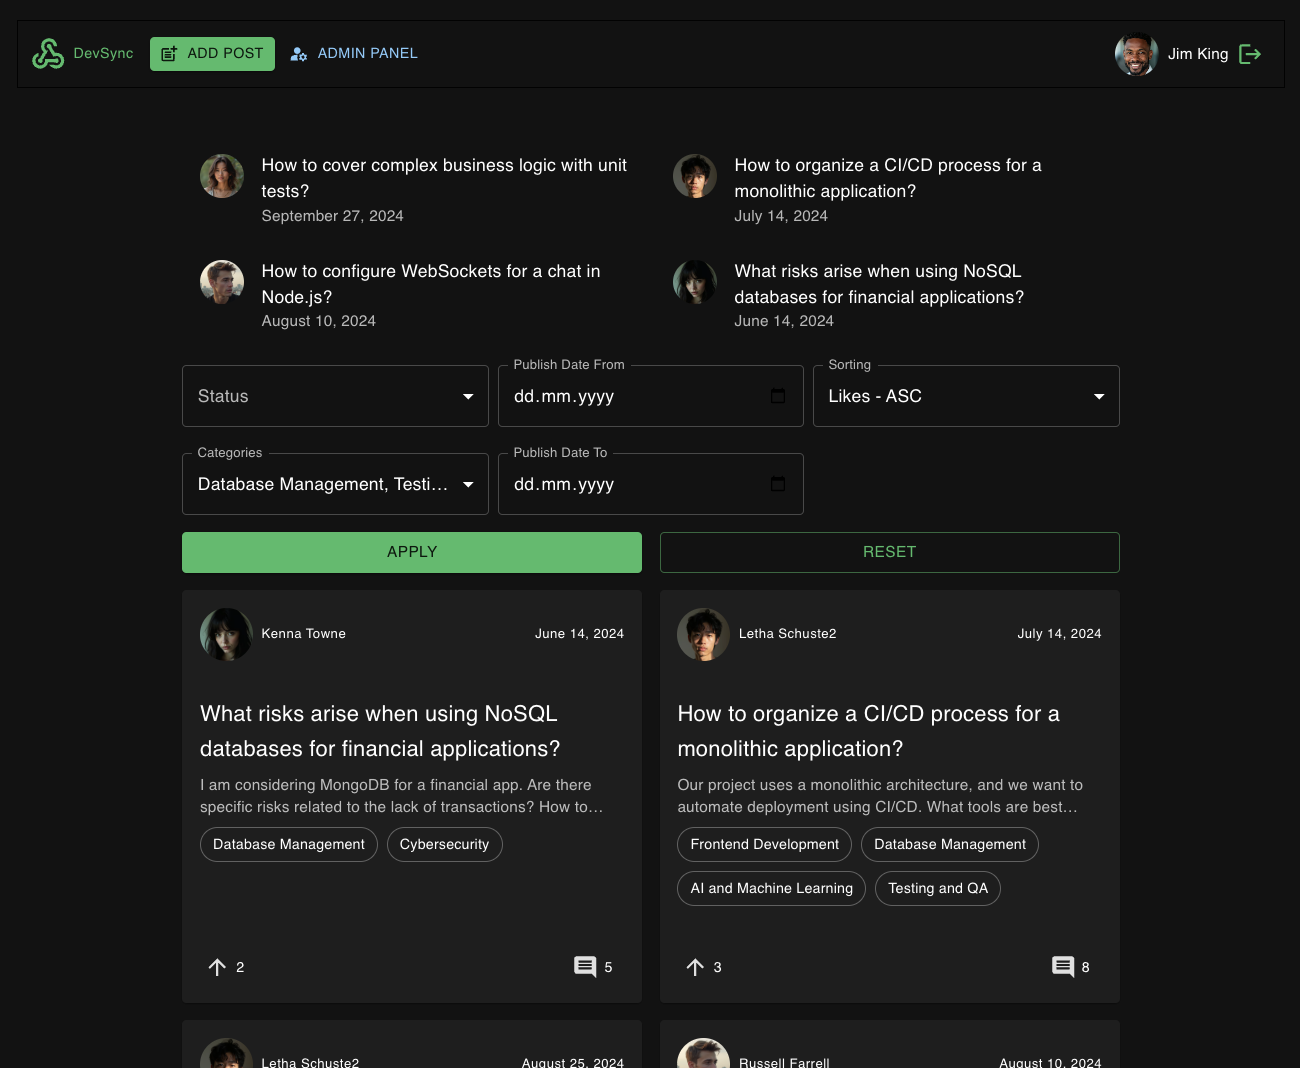 DevSync
ADD POST
ADMIN PANEL
Jim King
How to cover complex business logic with unit
tests?
September 27, 2024
How to organize a CI/CD process for a
monolithic application?
July 14, 2024
How to configure WebSockets for a chat in
Node.js?
August 10, 2024
What risks arise when using NoSQL
databases for financial applications?
June 14, 2024
Status
Publish Date From
dd.mm.yyyy
Sorting
Likes - ASC
Categories
Database Management, Testi...
Publish Date To
dd.mm.yyyy
APPLY
RESET
Kenna Towne
June 14, 2024
What risks arise when using NoSQL
databases for financial applications?
I am considering MongoDB for a financial app. Are there
specific risks related to the lack of transactions? How to...
Database Management
Cybersecurity
2
5
Letha Schuste2
July 14, 2024
How to organize a CI/CD process for a
monolithic application?
Our project uses a monolithic architecture, and we want to
automate deployment using CI/CD. What tools are best...
Frontend Development
Database Management
AI and Machine Learning
Testing and QA
3
8
Letha Schuste2
August 25, 2024
Russell Farrell
August 10, 2024